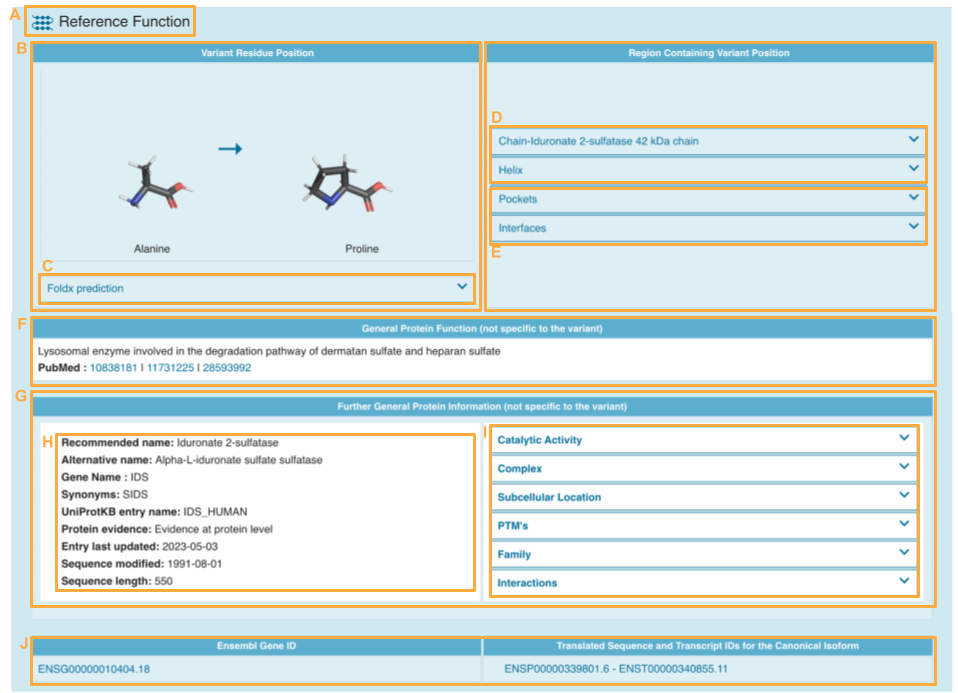 A Reference Function
B Variant Residue Position
Region Containing Variant Position
D
Chain-Iduronate 2-sulfatase 42 kDa chain
Helix
Pockets
Interfaces
E
Alanine Proline
C
Foldx prediction
F General Protein Function (not specific to the variant)
Lysosomal enzyme involved in the degradation pathway of dermatan sulfate and heparan sulfate
PubMed : 10838181 I 11731225 I 28593992
G Further General Protein Information (not specific to the variant)
H Recommended name: Iduronate 2-sulfatase
Alternative name: Alpha-L-iduronate sulfate sulfatase
Gene Name : IDS
Synonyms: SIDS
UniProtKB entry name: IDS_HUMAN
Protein evidence: Evidence at protein level
Entry last updated: 2023-05-03
Sequence modified: 1991-08-01
Sequence length: 550
I Catalytic Activity
Complex
Subcellular Location
PTM's
Family
Interactions
J Ensembl Gene ID
ENSG00000010404.18
Translated Sequence and Transcript IDs for the Canonical Isoform
ENSP00000339801.6 - ENST00000340855.11